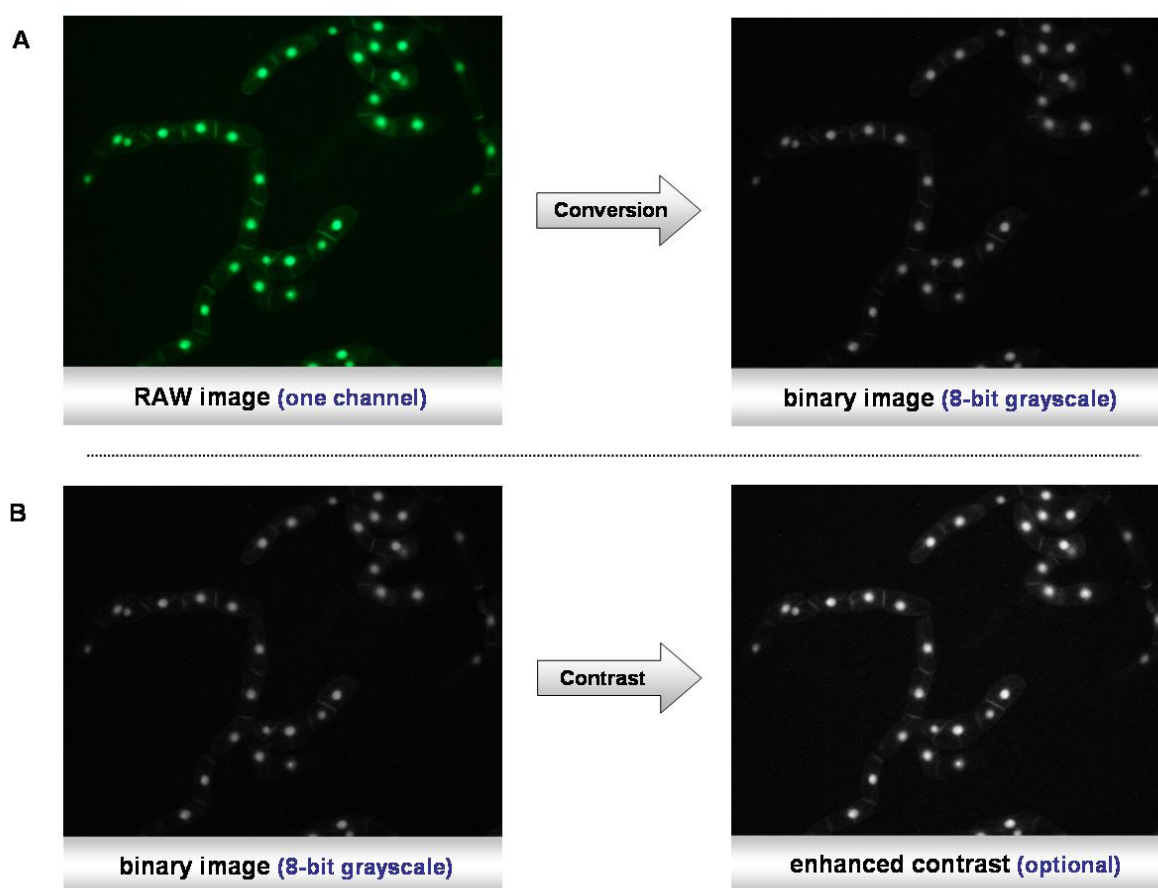 A
Conversion
RAW image (one channel)
binary image (8-bit grayscale)
B
Contrast
binary image (8-bit grayscale)
enhanced contrast (optional)